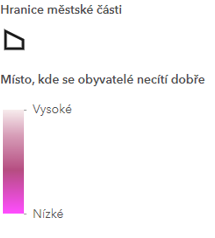 Hranice městské části
Místo, kde se obyvatelé necítí dobře
Vysoké
Nízké